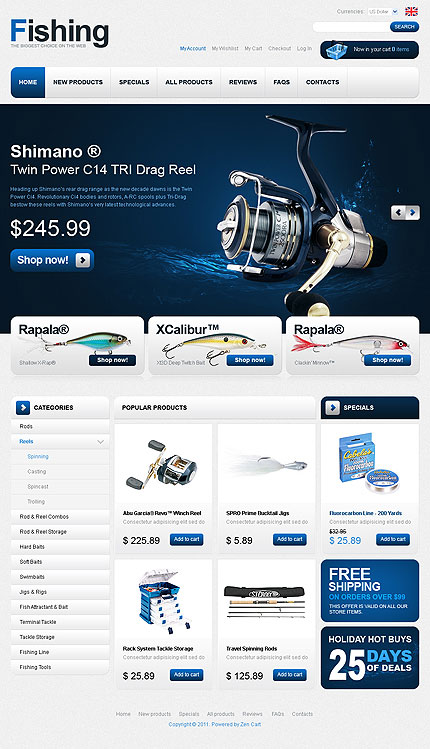 Currencies: US Dollar
Fishing
THE BIGGEST CHOICE ON THE WEB
SEARCH
My Account My Wishlist My Cart Checkout Log In
Now in your cart 0 items
HOME NEW PRODUCTS SPECIALS ALL PRODUCTS REVIEWS FAQS CONTACTS
Shimano ®
Twin Power C14 TRI Drag Reel
Heading up Shimano's rear drag range as the new decade dawns is the Twin
Power Ci4. Revolutionary Ci4 bodies and rotors, A-RC spools plus Tri-Drag
bestow these reels with Shimano's very latest technological advances.
$245.99
Shop now!
Rapala®
Shallow X-Rap®
Shop now!
XCalibur™
XDD Deep Twitch Bait
Shop now!
Rapala®
Clackin' Minnow™
Shop now!
CATEGORIES
Rods
Reels
Spinning
Casting
Spincast
Trolling
Rod & Reel Combos
Rod & Reel Storage
Hard Baits
Soft Baits
Swimbaits
Jigs & Rigs
Fish Attractant & Bait
Terminal Tackle
Tackle Storage
Fishing Line
Fishing Tools
POPULAR PRODUCTS
Abu Garcia® Revo™ Winch Reel
Consectetur adipisicing elit sed do
$ 225.89
Add to cart
SPRO Prime Bucktail Jigs
Consectetur adipisicing elit sed do
$ 5.89
Add to cart
Rack System Tackle Storage
Consectetur adipisicing elit sed do
$ 25.89
Add to cart
Travel Spinning Rods
Consectetur adipisicing elit sed do
$ 125.89
Add to cart
SPECIALS
Cabela's
Fluorocarbon
Fluorocarbon Line - 200 Yards
$32.95
$ 25.89
Add to cart
FREE
SHIPPING
ON ORDERS OVER $99
THIS OFFER IS VALID ON ALL OUR
STORE ITEMS.
HOLIDAY HOT BUYS
25 DAYS
OF DEALS
Home New products Specials All products Reviews FAQs Contacts
Copyright © 2011. Powered by Zen Cart